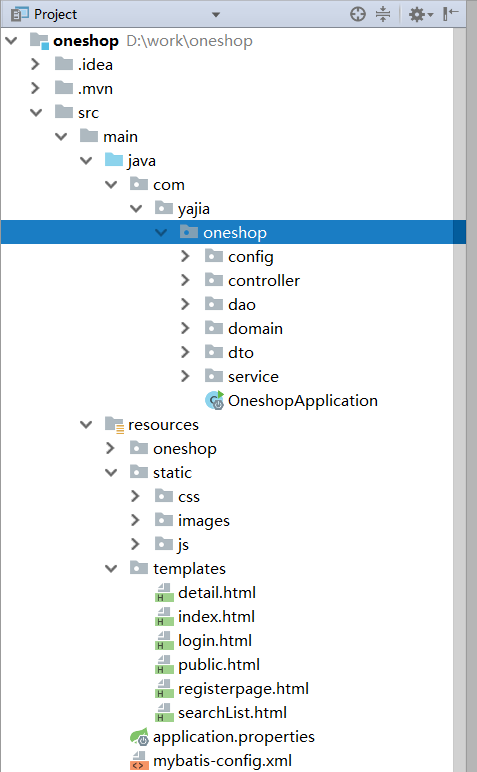 Project
oneshop D:\work\oneshop
.idea
.mvn
src
main
java
com
yajia
oneshop
config
controller
dao
domain
dto
service
OneshopApplication
resources
oneshop
static
css
images
js
templates
detail.html
index.html
login.html
public.html
registerpage.html
searchList.html
application.properties
mybatis-config.xml